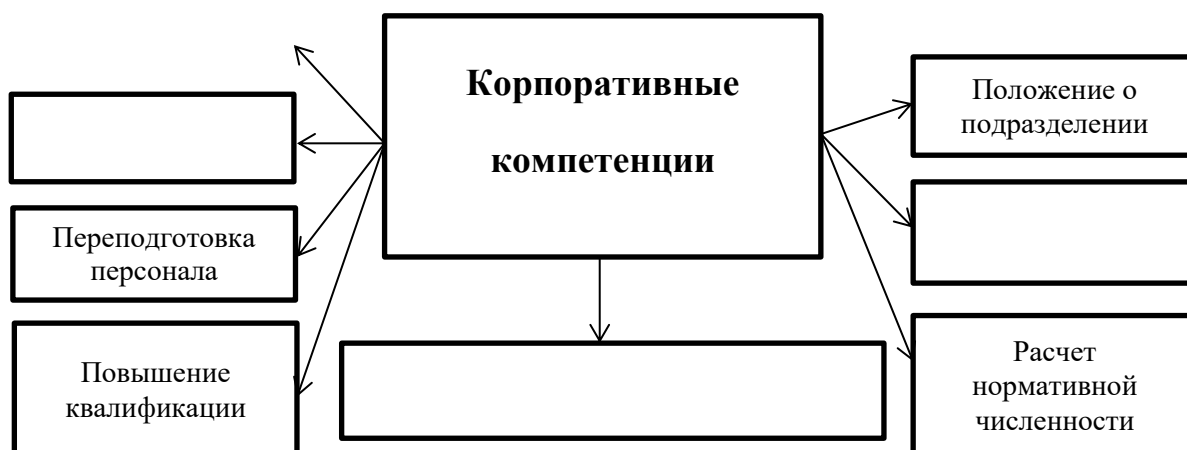 Корпоративные
компетенции
Положение о
подразделении
Переподготовка
персонала
Повышение
квалификации
Расчет
нормативной
численности